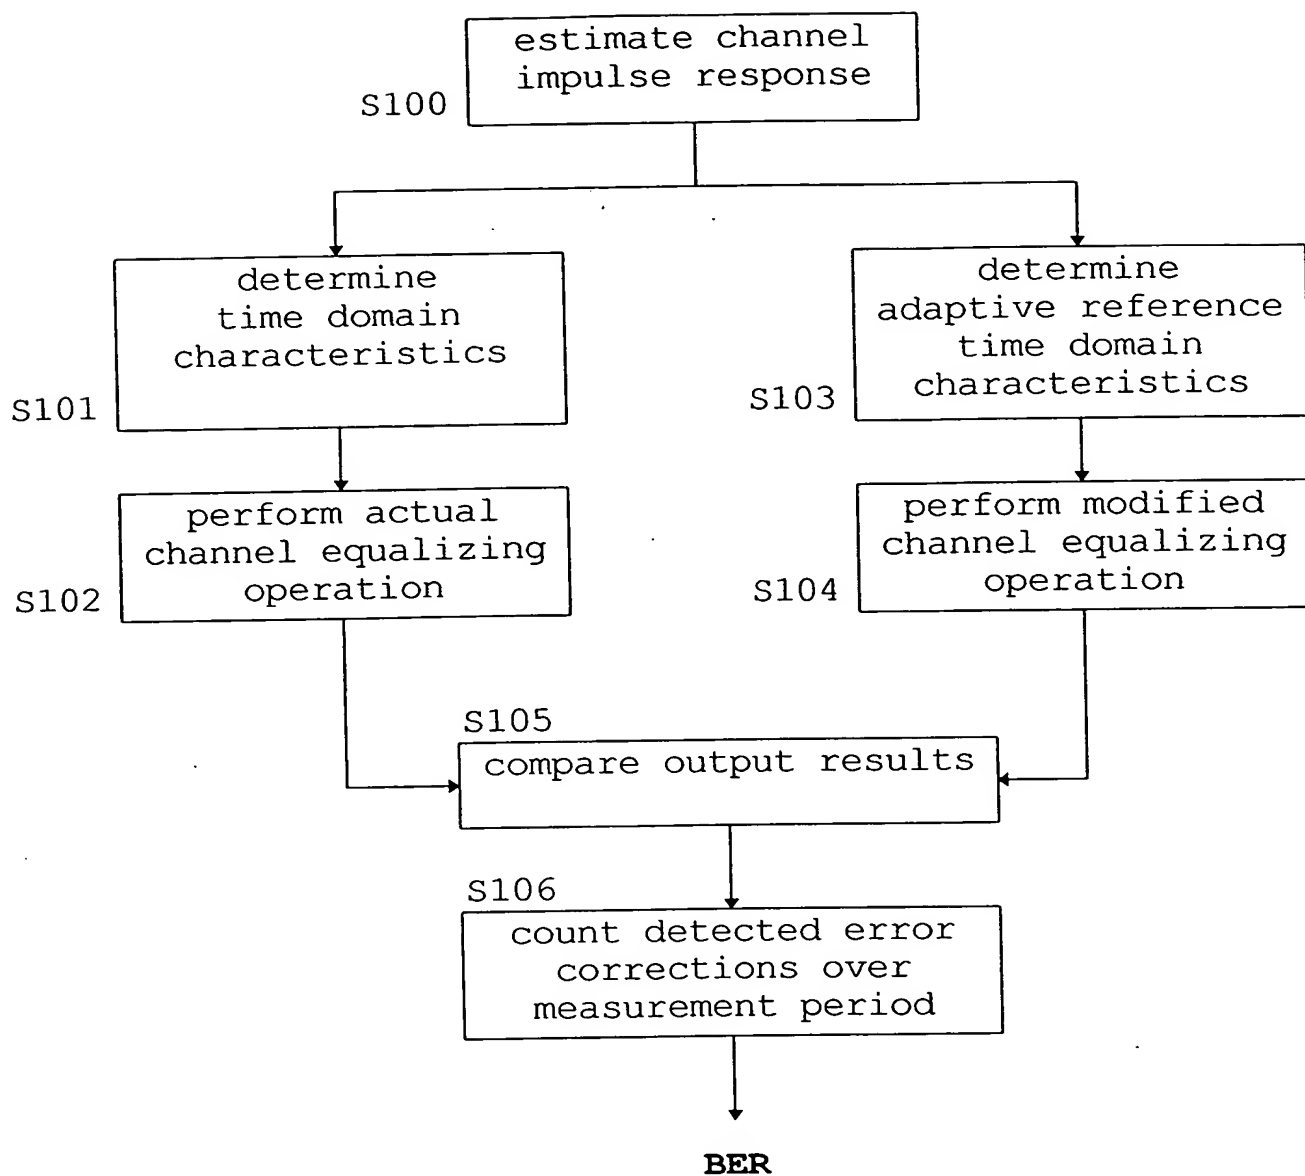 estimate channel
impulse response
S100
determine
time domain
characteristics
S101
determine
adaptive reference
time domain
characteristics
S103
perform actual
channel equalizing
operation
S102
perform modified
channel equalizing
operation
S104
S105
compare output results
S106
count detected error
corrections over
measurement period
BER